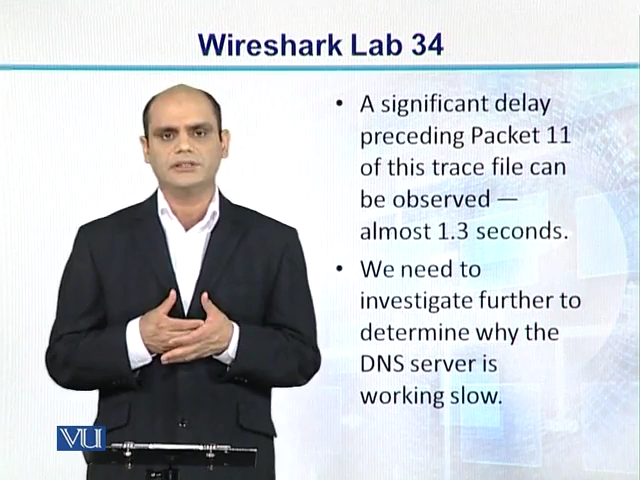 Wireshark Lab 34
• A significant delay
preceding Packet 11
of this trace file can
be observed —
almost 1.3 seconds.
• We need to
investigate further to
determine why the
DNS server is
working slow.
VU